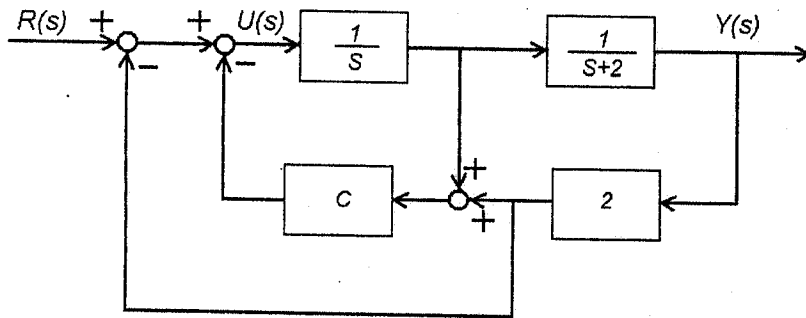 R(s) + + U(s) 1/S 1/S+2 Y(s)
− −
+
C + 2